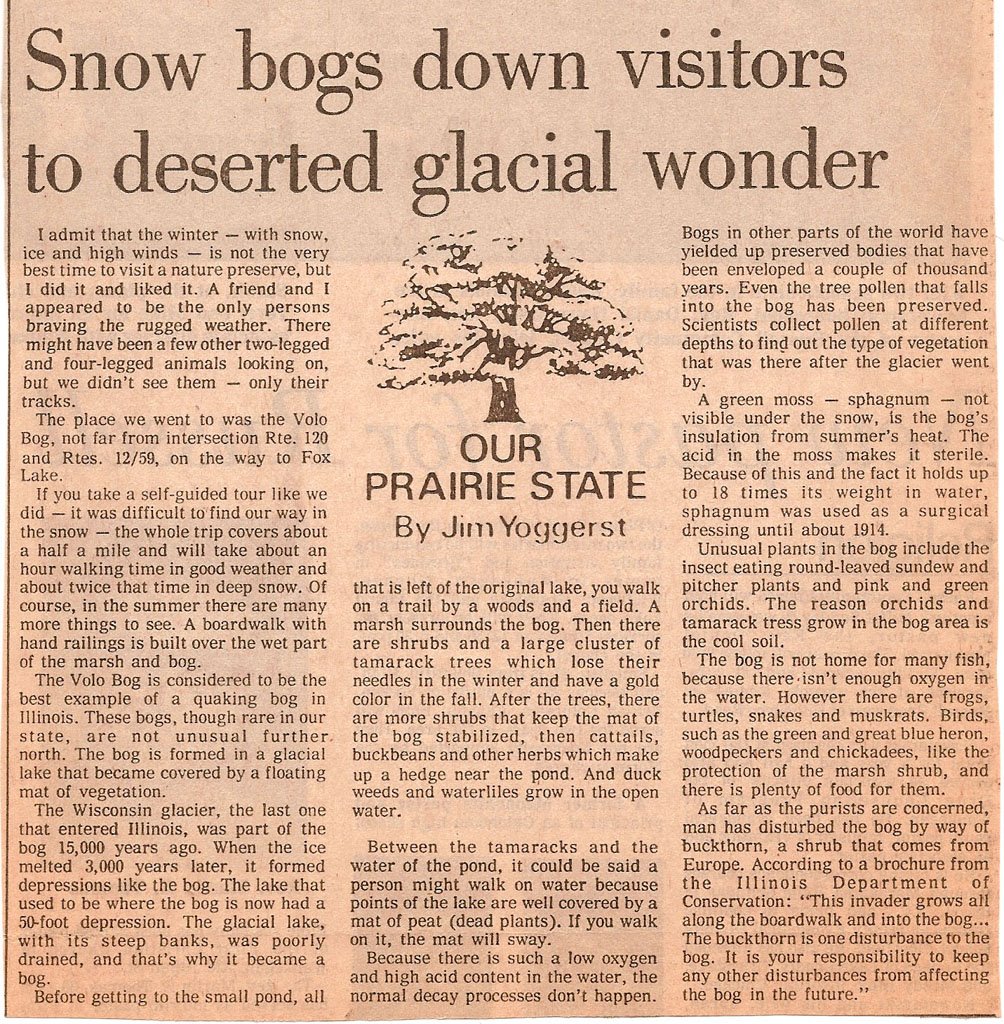 Snow bogs down visitors
to deserted glacial wonder
I admit that the winter — with snow,
ice and high winds — is not the very
best time to visit a nature preserve, but
I did it and liked it. A friend and I
appeared to be the only persons
braving the rugged weather. There
might have been a few other two-legged
and four-legged animals looking on,
but we didn't see them — only their
tracks.
The place we went to was the Volo
Bog, not far from intersection Rte. 120
and Rtes. 12/59, on the way to Fox
Lake.
If you take a self-guided tour like we
did — it was difficult to find our way in
the snow — the whole trip covers about
a half a mile and will take about an
hour walking time in good weather and
about twice that time in deep snow. Of
course, in the summer there are many
more things to see. A boardwalk with
hand railings is built over the wet part
of the marsh and bog.
The Volo Bog is considered to be the
best example of a quaking bog in
Illinois. These bogs, though rare in our
state, are not unusual further
north. The bog is formed in a glacial
lake that became covered by a floating
mat of vegetation.
The Wisconsin glacier, the last one
that entered Illinois, was part of the
bog 15,000 years ago. When the ice
melted 3,000 years later, it formed
depressions like the bog. The lake that
used to be where the bog is now had a
50-foot depression. The glacial lake,
with its steep banks, was poorly
drained, and that's why it became a
bog.
Before getting to the small pond, all
OUR
PRAIRIE STATE
By Jim Yoggerst
that is left of the original lake, you walk
on a trail by a woods and a field. A
marsh surrounds the bog. Then there
are shrubs and a large cluster of
tamarack trees which lose their
needles in the winter and have a gold
color in the fall. After the trees, there
are more shrubs that keep the mat of
the bog stabilized, then cattails,
buckbeans and other herbs which make
up a hedge near the pond. And duck
weeds and waterliles grow in the open
water.
Between the tamaracks and the
water of the pond, it could be said a
person might walk on water because
points of the lake are well covered by a
mat of peat (dead plants). If you walk
on it, the mat will sway.
Because there is such a low oxygen
and high acid content in the water, the
normal decay processes don't happen.
Bogs in other parts of the world have
yielded up preserved bodies that have
been enveloped a couple of thousand
years. Even the tree pollen that falls
into the bog has been preserved.
Scientists collect pollen at different
depths to find out the type of vegetation
that was there after the glacier went
by.
A green moss — sphagnum — not
visible under the snow, is the bog's
insulation from summer's heat. The
acid in the moss makes it sterile.
Because of this and the fact it holds up
to 18 times its weight in water,
sphagnum was used as a surgical
dressing until about 1914.
Unusual plants in the bog include the
insect eating round-leaved sundew and
pitcher plants and pink and green
orchids. The reason orchids and
tamarack tress grow in the bog area is
the cool soil.
The bog is not home for many fish,
because there isn't enough oxygen in
the water. However there are frogs,
turtles, snakes and muskrats. Birds,
such as the green and great blue heron,
woodpeckers and chickadees, like the
protection of the marsh shrub, and
there is plenty of food for them.
As far as the purists are concerned,
man has disturbed the bog by way of
buckthorn, a shrub that comes from
Europe. According to a brochure from
the Illinois Department of
Conservation: "This invader grows all
along the boardwalk and into the bog...
The buckthorn is one disturbance to the
bog. It is your responsibility to keep
any other disturbances from affecting
the bog in the future."